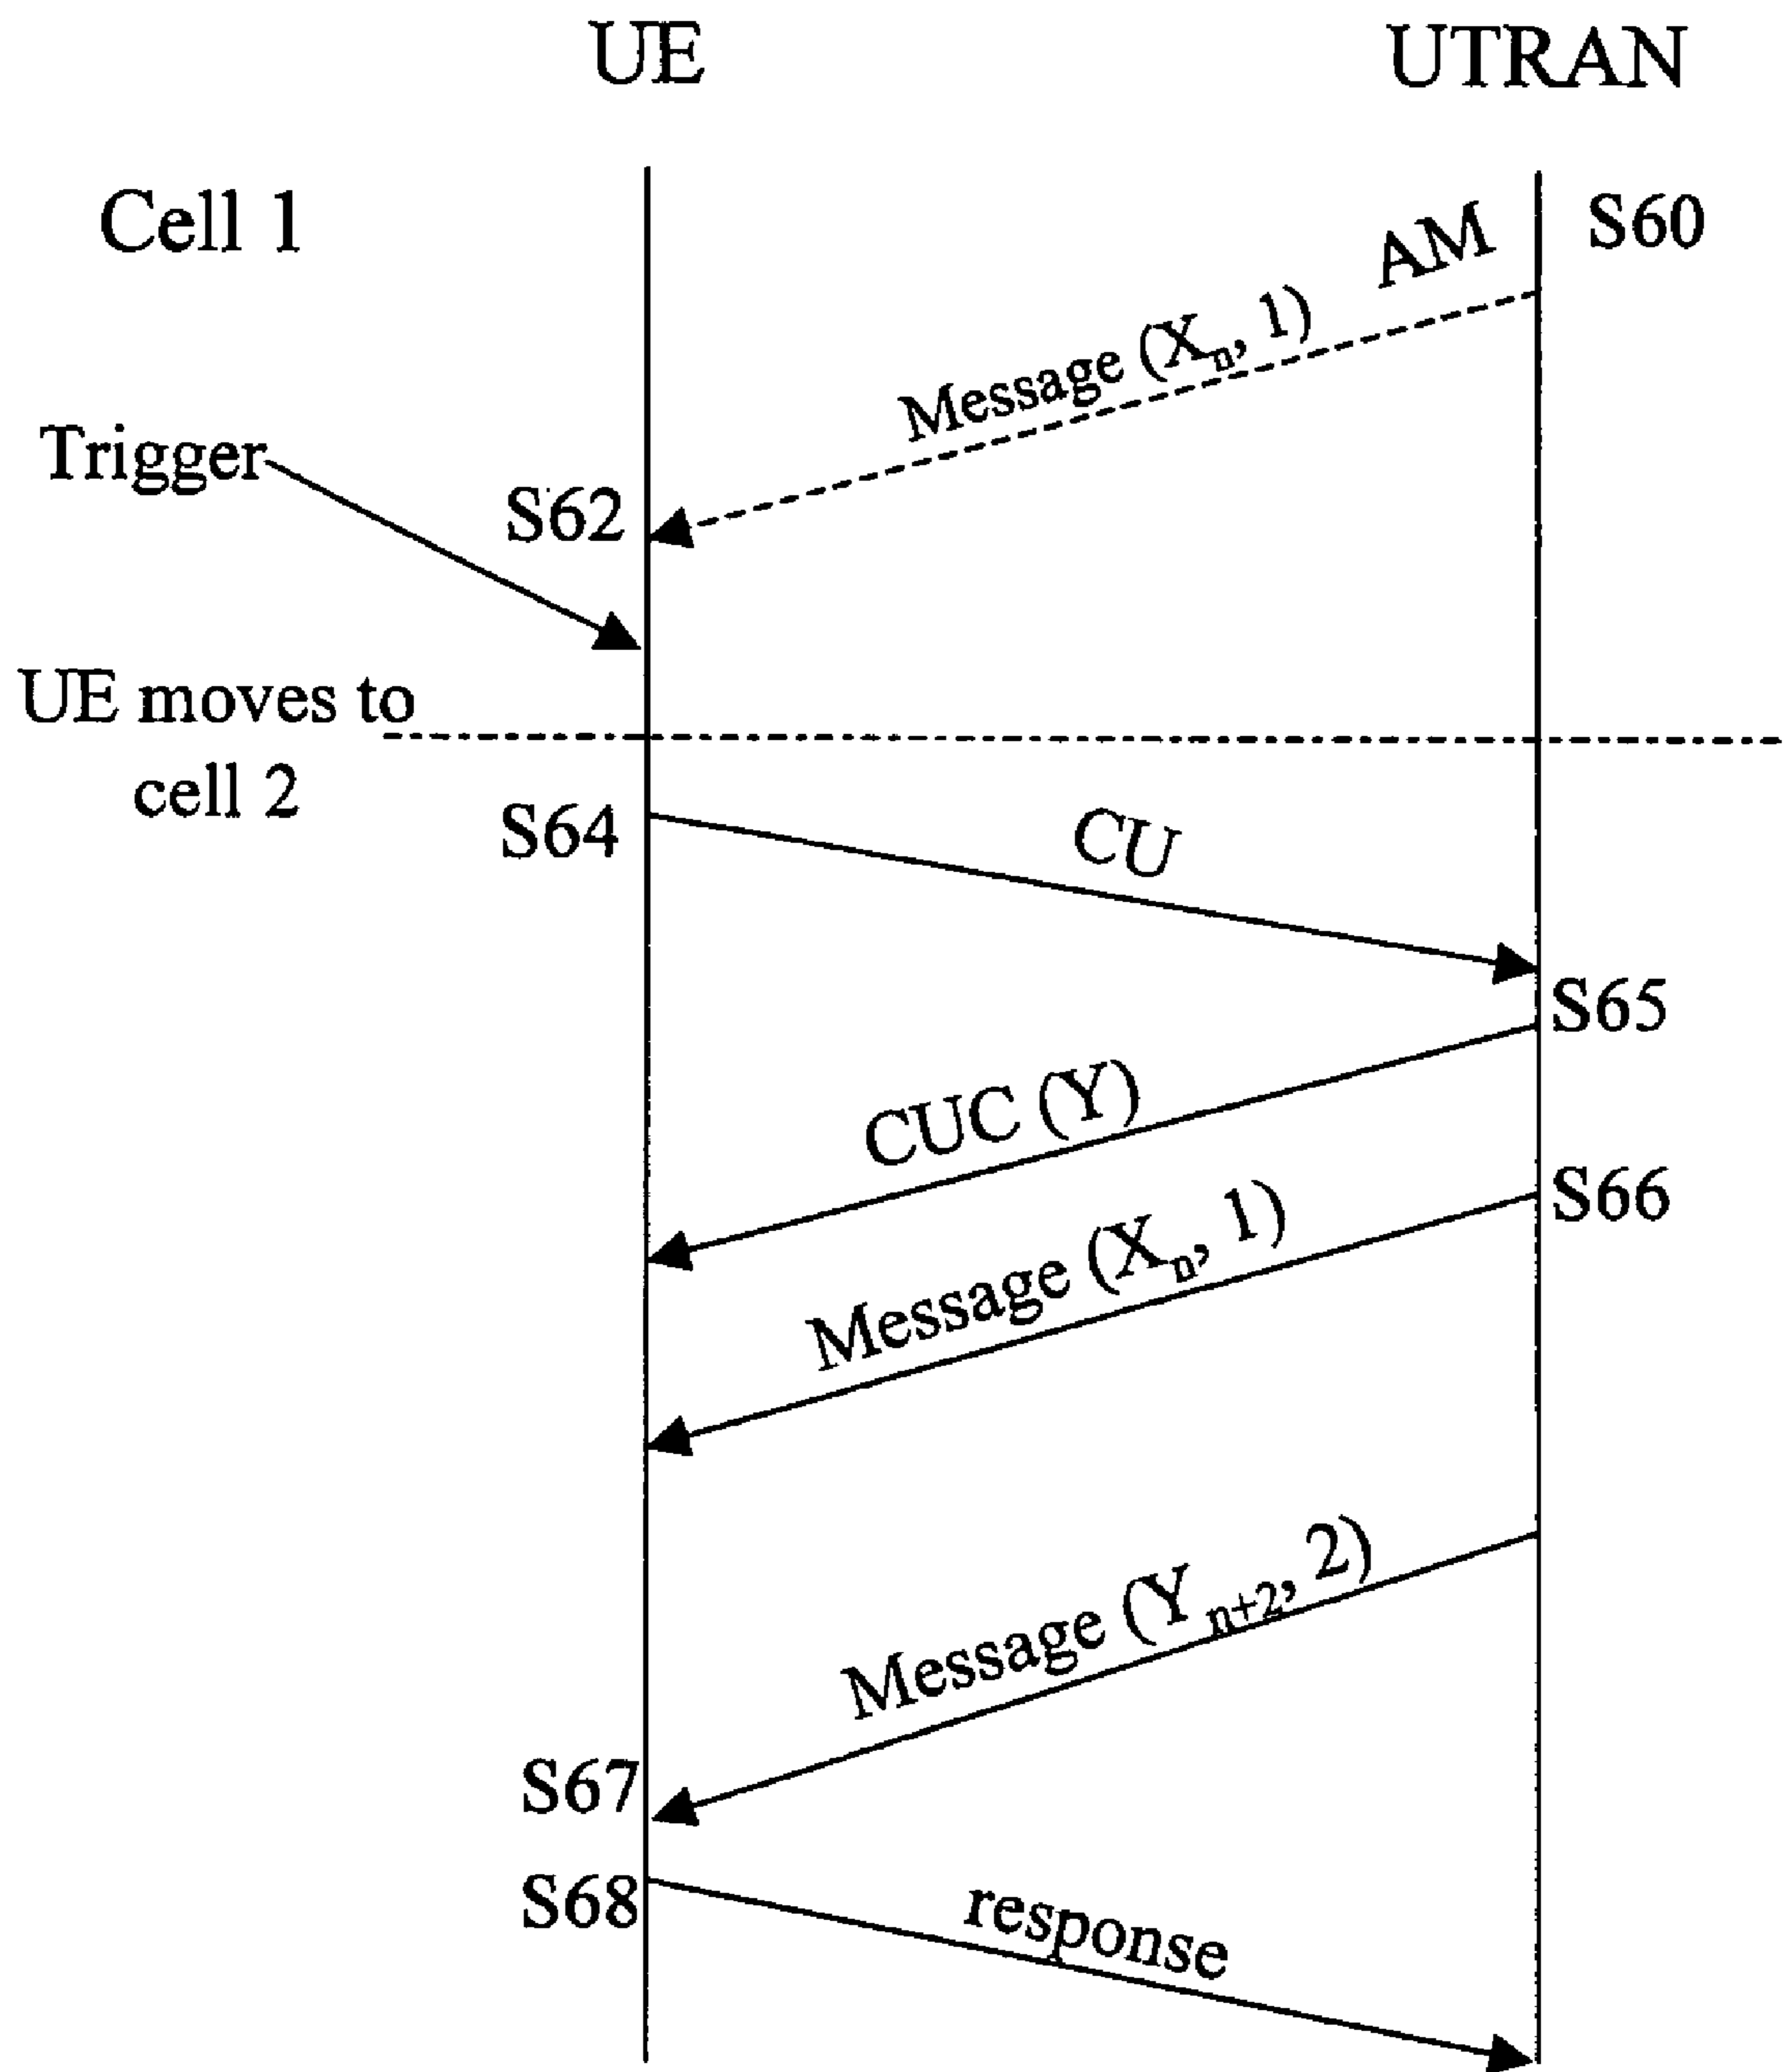 UE
UTRAN
Cell 1
S60
AM
Message (Xn, 1)
Trigger
S62
UE moves to
cell 2
S64
CU
S65
CUC (Y)
S66
Message (Xn, 1)
Message (Y n+2, 2)
S67
S68
response